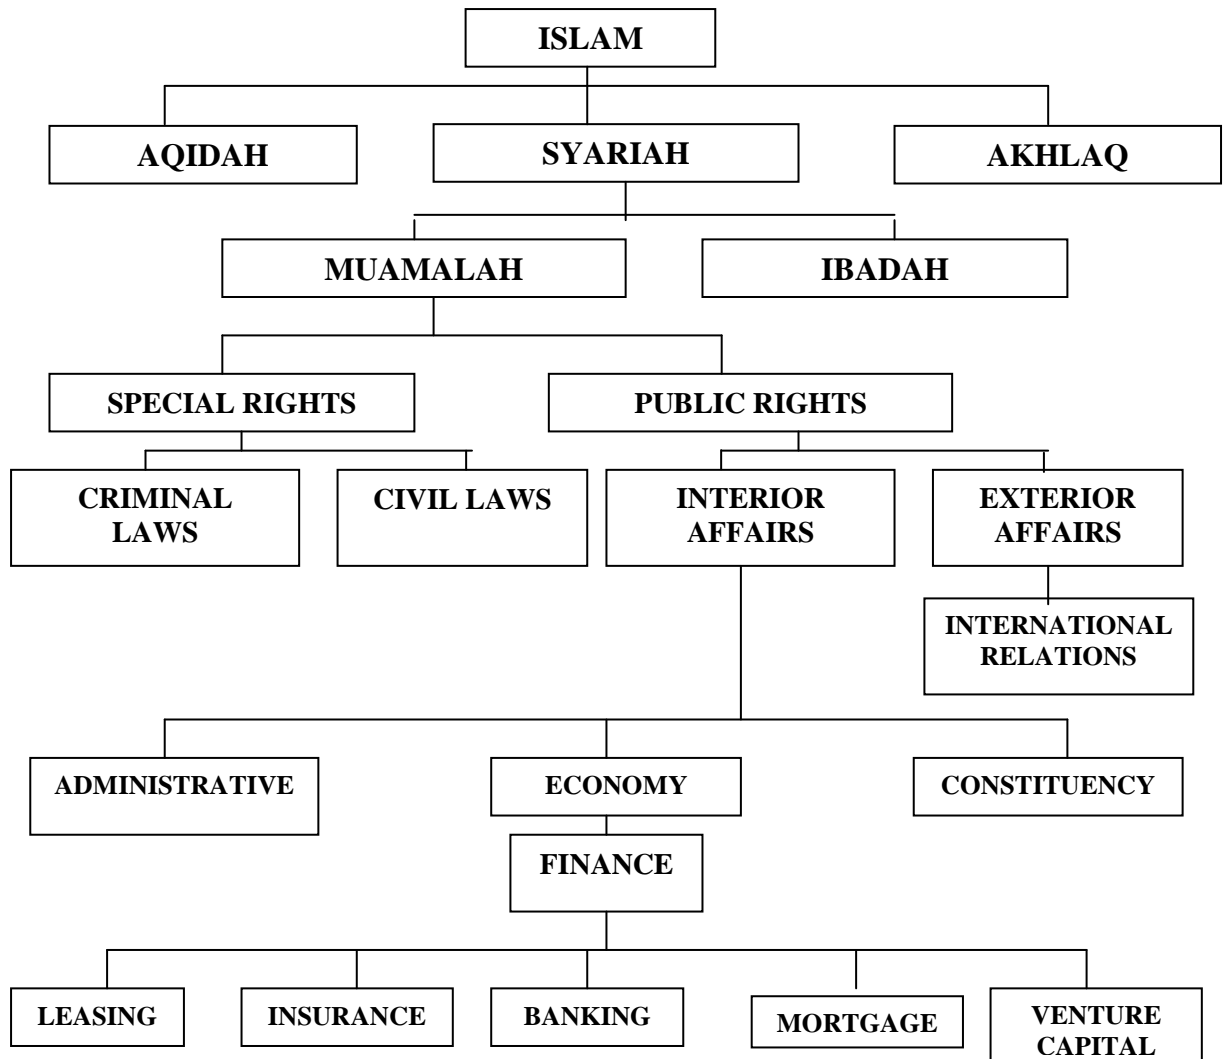 ISLAM
AQIDAH
SYARIAH
AKHLAQ
MUAMALAH
IBADAH
SPECIAL RIGHTS
PUBLIC RIGHTS
CRIMINAL
LAWS
CIVIL LAWS
INTERIOR
AFFAIRS
EXTERIOR
AFFAIRS
INTERNATIONAL
RELATIONS
ADMINISTRATIVE
ECONOMY
CONSTITUENCY
FINANCE
LEASING
INSURANCE
BANKING
MORTGAGE
VENTURE
CAPITAL